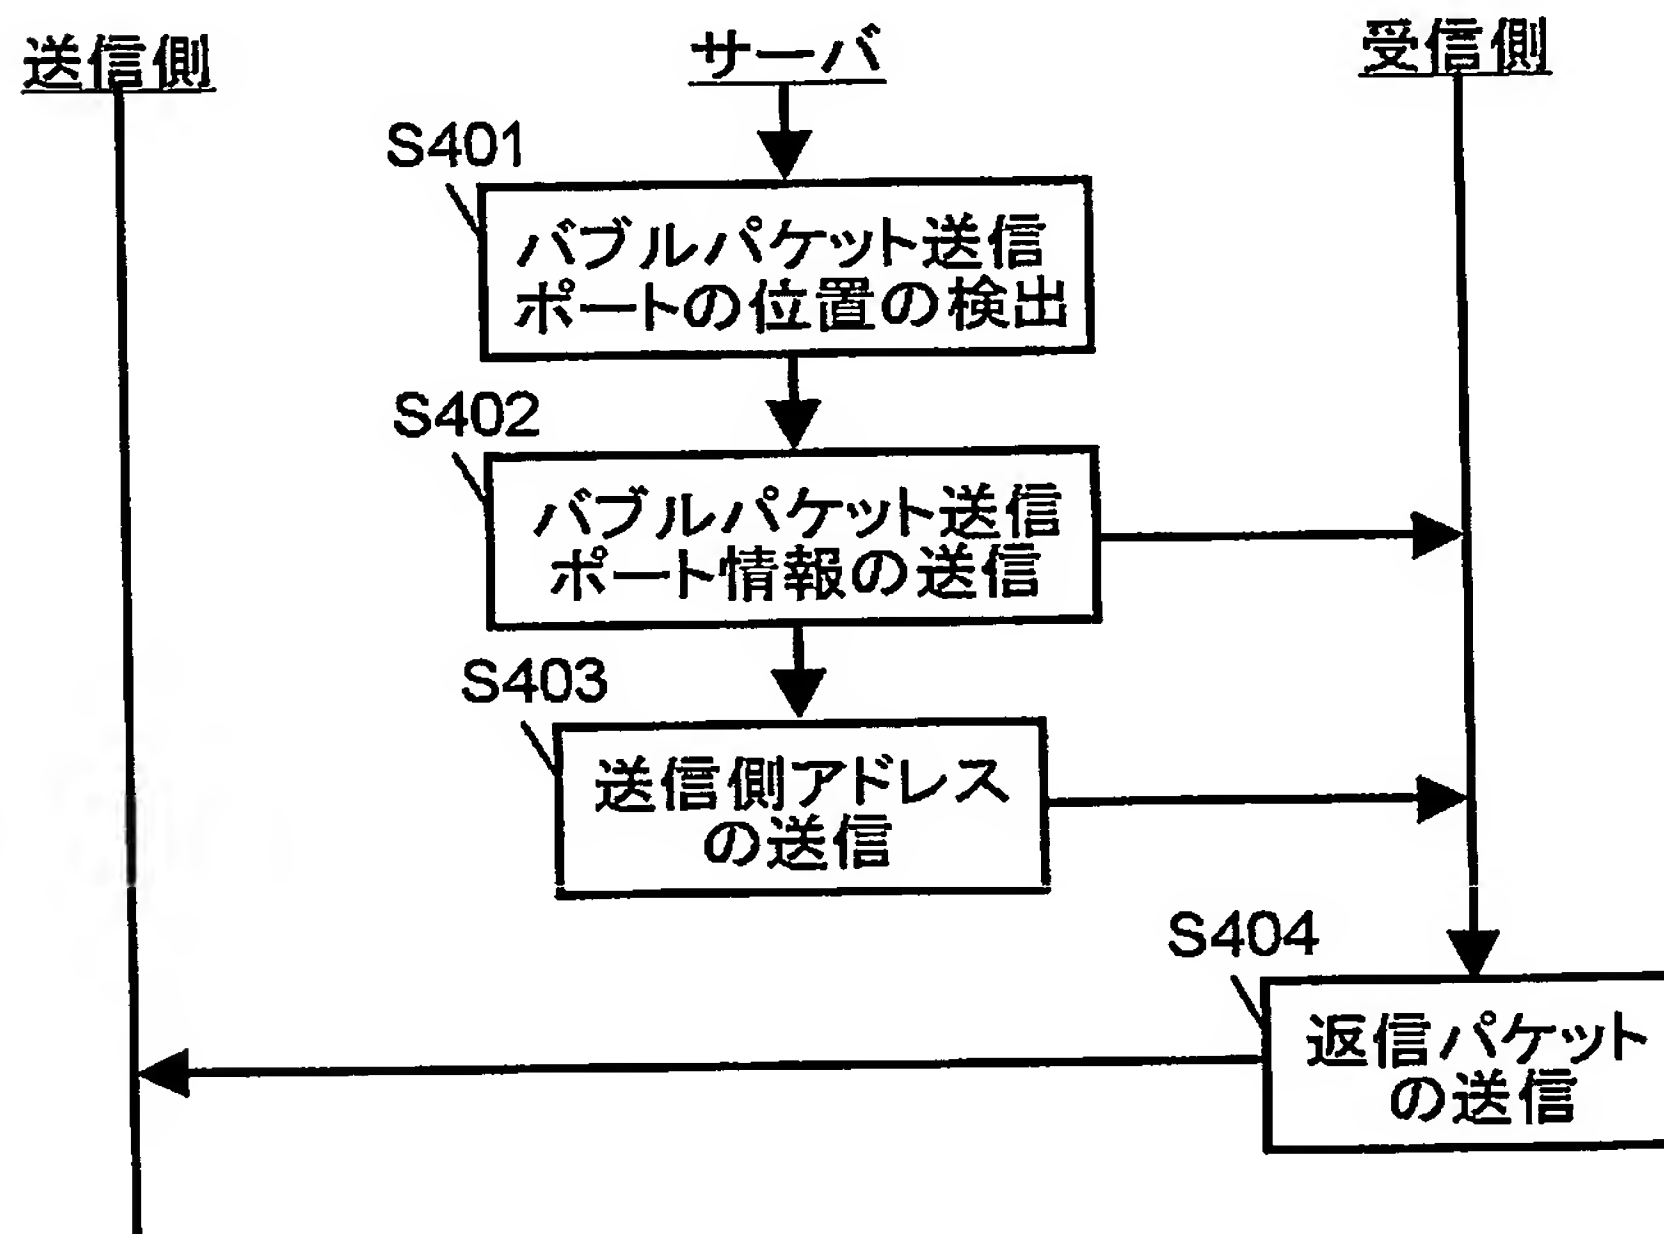 送信側
サーバ
受信側
S401
バブルパケット送信
ポートの位置の検出
S402
バブルパケット送信
ポート情報の送信
S403
送信側アドレス
の送信
S404
返信パケット
の送信